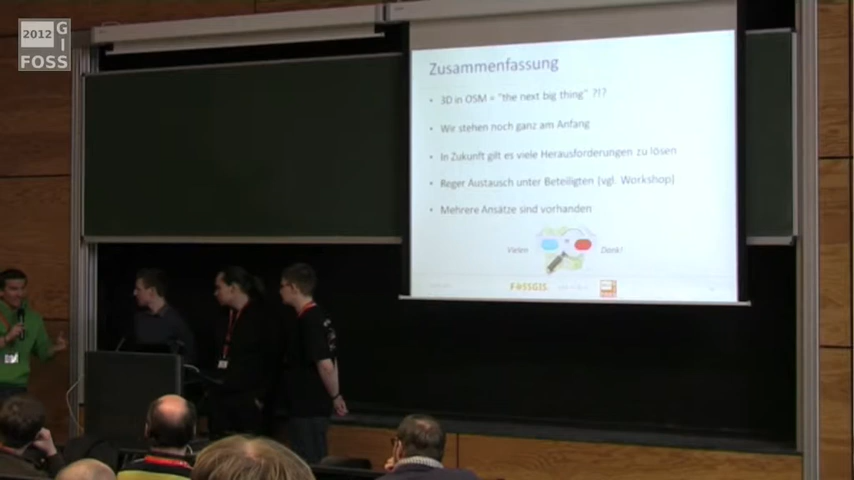 2012
G
I
FOSS
Zusammenfassung
• 3D in OSM = "the next big thing" ?!?
• Wir stehen noch ganz am Anfang
• In Zukunft gilt es viele Herausforderungen zu lösen
• Reger Austausch unter Beteiligten (vgl. Workshop)
• Mehrere Ansätze sind vorhanden
Vielen Dank!
FOSSGIS
FOSS